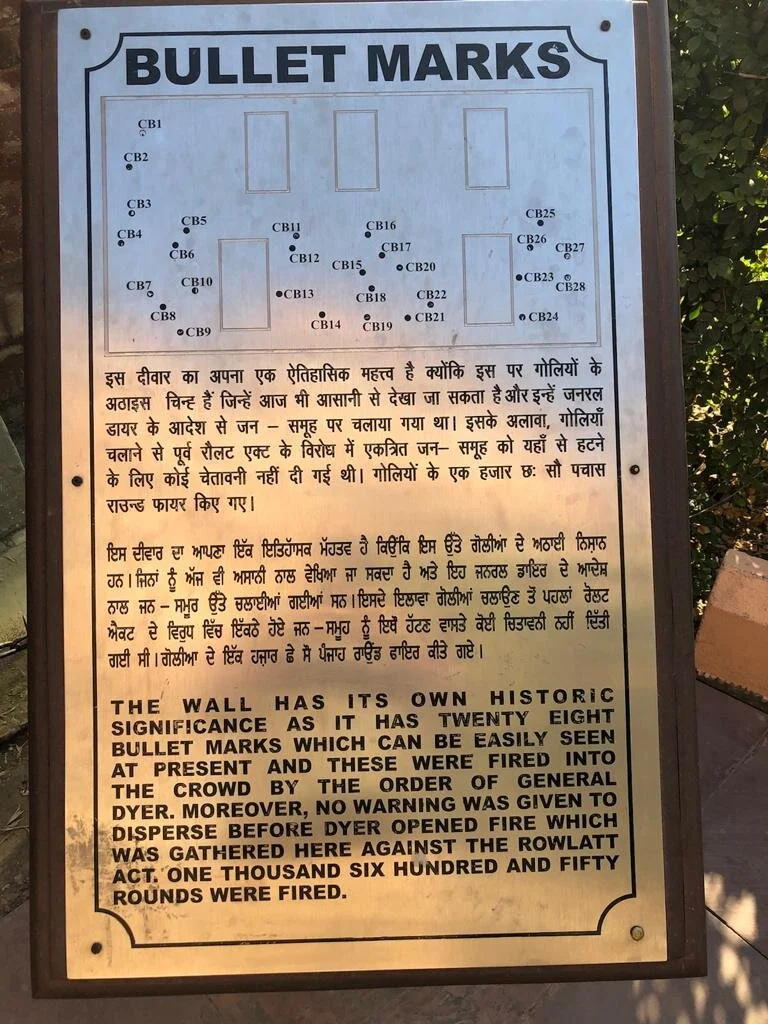 BULLET MARKS
CB1
CB2
CB3
CB4
CB5
CB6
CB7
CB8
CB9
CB10
CB11
CB12
CB13
CB14
CB15
CB16
CB17
CB18
CB19
CB20
CB21
CB22
CB23
CB24
CB25
CB26
CB27
CB28
इस दीवार का अपना एक ऐतिहासिक महत्त्व है क्योंकि इस पर गोलियों के
अठाइस चिन्ह हैं जिन्हें आज भी आसानी से देखा जा सकता है और इन्हें जनरल
डायर के आदेश से जन – समूह पर चलाया गया था। इसके अलावा, गोलियाँ
चलाने से पूर्व रौलट एक्ट के विरोध में एकत्रित जन– समूह को यहाँ से हटने
के लिए कोई चेतावनी नहीं दी गई थी। गोलियों के एक हजार छः सौ पचास
राउन्ड फायर किए गए।
ਇਸ ਦੀਵਾਰ ਦਾ ਆਪਣਾ ਇੱਕ ਇਤਿਹਾਸਕ ਮੱਹਤਵ ਹੈ ਕਿਉਂਕਿ ਇਸ ਉੱਤੇ ਗੋਲੀਆਂ ਦੇ ਅਠਾਈ ਨਿਸ਼ਾਨ
ਹਨ।ਜਿਨਾਂ ਨੂੰ ਅੱਜ ਵੀ ਅਸਾਨੀ ਨਾਲ ਵੇਖਿਆ ਜਾ ਸਕਦਾ ਹੈ ਅਤੇ ਇਹ ਜਨਰਲ ਡਾਇਰ ਦੇ ਆਦੇਸ਼
ਨਾਲ ਜਨ – ਸਮੂਰ ਉੱਤੇ ਚਲਾਈਆਂ ਗਈਆਂ ਸਨ।ਇਸਦੇ ਇਲਾਵਾ ਗੋਲੀਆਂ ਚਲਾਉਣ ਤੋਂ ਪਹਲਾਂ ਰੋਲਟ
ਐਕਟ ਦੇ ਵਿਰੁਧ ਵਿੱਚ ਇਕੱਠੇ ਹੋਏ ਜਨ – ਸਮੂਹ ਨੂੰ ਇਥੋਂ ਹੱਟਣ ਵਾਸਤੇ ਕੋਈ ਚਿਤਾਵਨੀ ਨਹੀਂ ਦਿੱਤੀ
ਗਈ ਸੀ।ਗੋਲੀਆ ਦੇ ਇੱਕ ਹਜ਼ਾਰ ਛੇ ਸੋ ਪੰਜਾਹ ਰਾਊਂਡ ਫ਼ਾਇਰ ਕੀਤੇ ਗਏ।
THE WALL HAS ITS OWN HISTORIC
SIGNIFICANCE AS IT HAS TWENTY EIGHT
BULLET MARKS WHICH CAN BE EASILY SEEN
AT PRESENT AND THESE WERE FIRED INTO
THE CROWD BY THE ORDER OF GENERAL
DYER. MOREOVER, NO WARNING WAS GIVEN TO
DISPERSE BEFORE DYER OPENED FIRE WHICH
WAS GATHERED HERE AGAINST THE ROWLATT
ACT. ONE THOUSAND SIX HUNDRED AND FIFTY
ROUNDS WERE FIRED.